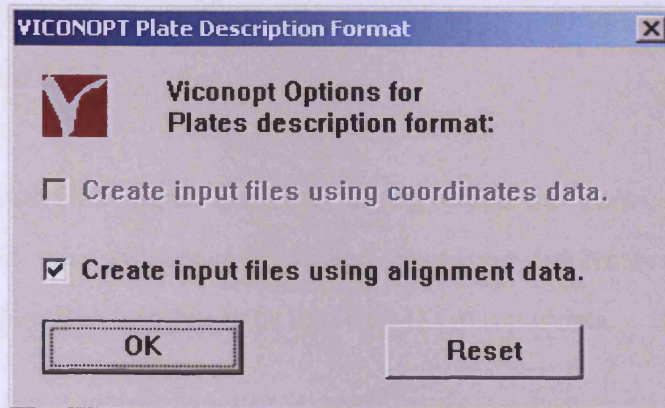 VICONOPT Plate Description Format
Viconopt Options for
Plates description format:
Create input files using coordinates data.
Create input files using alignment data.
OK
Reset